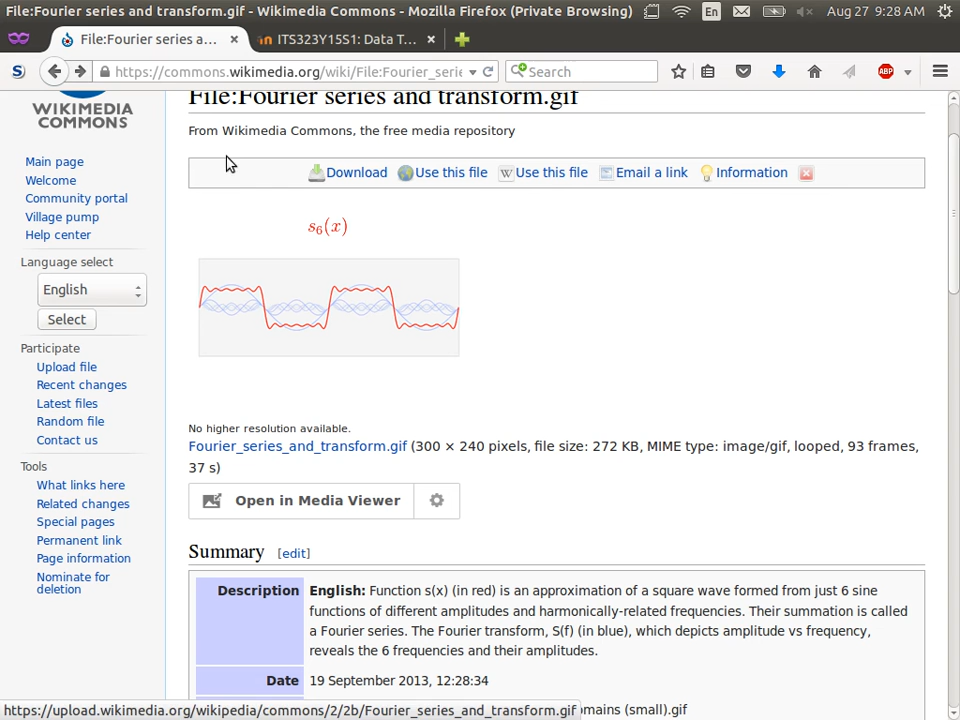 File:Fourier series and transform.gif - Wikimedia Commons - Mozilla Firefox (Private Browsing)
En
Aug 27 9:28 AM
File:Fourier series a...
ITS323Y15S1: Data T...
S
https://commons.wikimedia.org/wiki/File:Fourier_serie
Search
ABP
WIKIMEDIA
COMMONS
Main page
Welcome
Community portal
Village pump
Help center
Language select
English
Select
Participate
Upload file
Recent changes
Latest files
Random file
Contact us
Tools
What links here
Related changes
Special pages
Permanent link
Page information
Nominate for
deletion
File:Fourier series and transform.gif
From Wikimedia Commons, the free media repository
Download
Use this file
W
Use this file
Email a link
Information
s₆(x)
No higher resolution available.
Fourier_series_and_transform.gif (300 × 240 pixels, file size: 272 KB, MIME type: image/gif, looped, 93 frames,
37 s)
Open in Media Viewer
Summary [edit]
Description
English: Function s(x) (in red) is an approximation of a square wave formed from just 6 sine
functions of different amplitudes and harmonically-related frequencies. Their summation is called
a Fourier series. The Fourier transform, S(f) (in blue), which depicts amplitude vs frequency,
reveals the 6 frequencies and their amplitudes.
Date 19 September 2013, 12:28:34
https://upload.wikimedia.org/wikipedia/commons/2/2b/Fourier_series_and_transform.gif
omains (small).gif